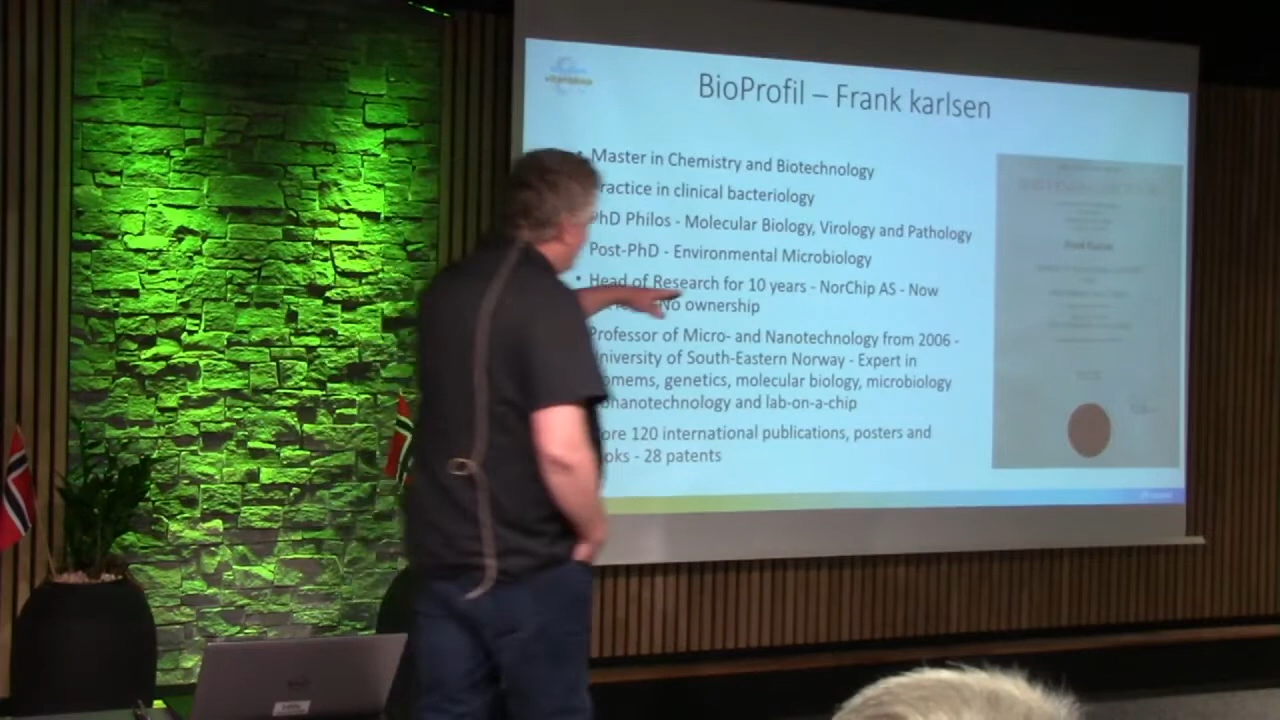 BioProfil – Frank karlsen
Master in Chemistry and Biotechnology
ractice in clinical bacteriology
PhD Philos - Molecular Biology, Virology and Pathology
Post-PhD - Environmental Microbiology
• Head of Research for 10 years - NorChip AS - Now
No ownership
Professor of Micro- and Nanotechnology from 2006 -
niversity of South-Eastern Norway - Expert in
omems, genetics, molecular biology, microbiology
nanotechnology and lab-on-a-chip
ore 120 international publications, posters and
oks - 28 patents